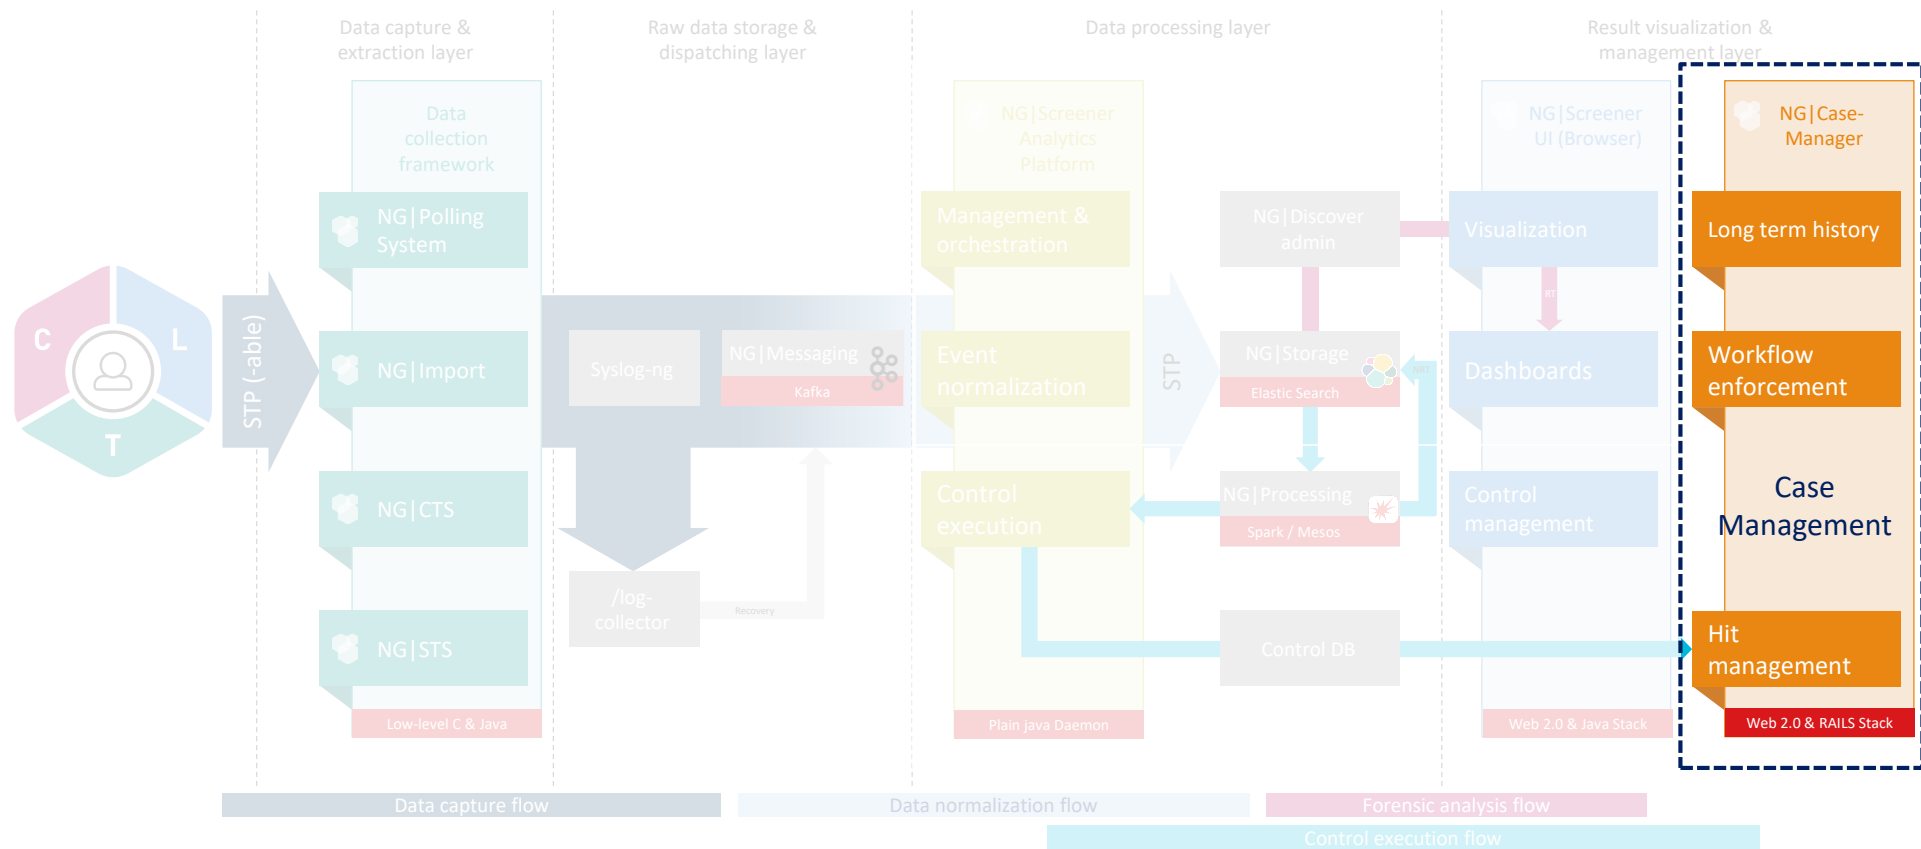 Data capture &
extraction layer
Raw data storage &
dispatching layer
Data processing layer
Result visualization &
management layer
Data
collection
framework
NG|Screener
Analytics
Platform
NG|Screener
UI (Browser)
NG|Case-
Manager
NG|Polling
System
Management &
orchestration
NG|Discover
admin
Visualization
Long term history
C
L
T
STP (-able)
NG|Import
Syslog-ng
NG|Messaging
Kafka
Event
normalization
STP
NG|Storage
Elastic Search
NRT
RT
Dashboards
Workflow
enforcement
NG|CTS
Control
execution
NG|Processing
Spark / Mesos
Control
management
Case
Management
/log-
collector
Recovery
NG|STS
Control DB
Hit
management
Low-level C & Java
Plain java Daemon
Web 2.0 & Java Stack
Web 2.0 & RAILS Stack
Data capture flow
Data normalization flow
Forensic analysis flow
Control execution flow